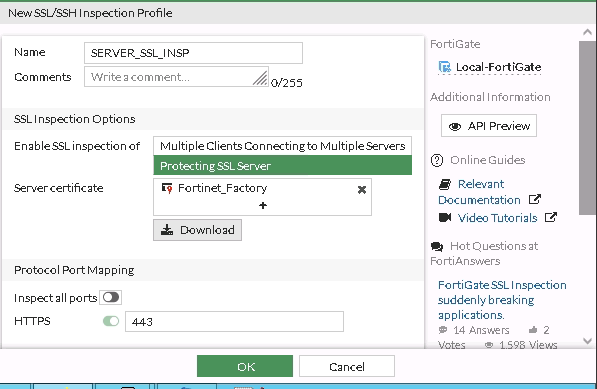 New SSL/SSH Inspection Profile
Name SERVER_SSL_INSP
Comments Write a comment... 0/255
SSL Inspection Options
Enable SSL inspection of Multiple Clients Connecting to Multiple Servers
Protecting SSL Server
Server certificate Fortinet_Factory
Download
Protocol Port Mapping
Inspect all ports
HTTPS 443
OK Cancel
FortiGate
Local-FortiGate
Additional Information
API Preview
Online Guides
Relevant
Documentation
Video Tutorials
Hot Questions at
FortiAnswers
FortiGate SSL Inspection
suddenly breaking
applications.
14 Answers 2
Votes 1,598 Views